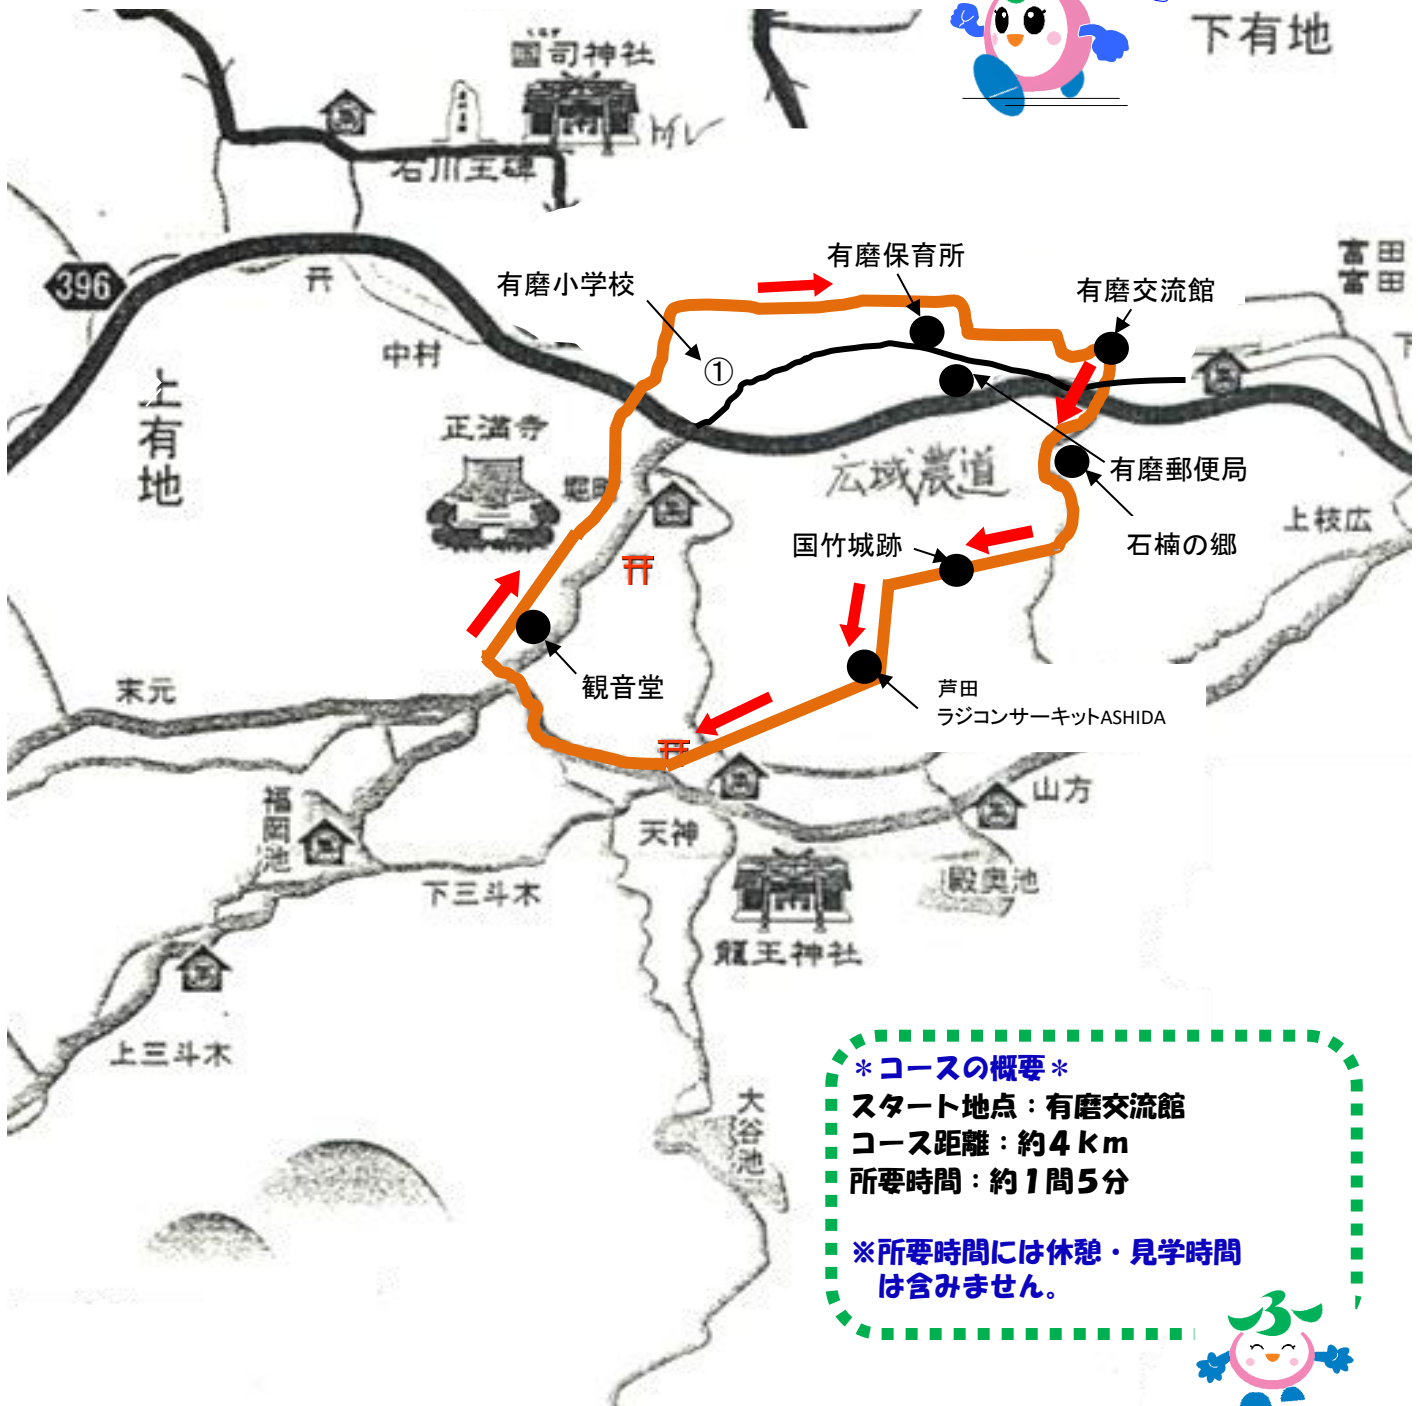 下有地
くるぎ
国司神社
石川王碑
396
有磨小学校
有磨保育所
有磨交流館
富田
富田
中村
①
上有地
正満寺
堀町
広域農道
有磨郵便局
上枝広
国竹城跡
石楠の郷
末元
観音堂
芦田
ラジコンサーキットASHIDA
福岡池
天神
山方
下三斗木
殿奥池
龍王神社
上三斗木
大谷池
＊コースの概要＊
スタート地点：有磨交流館
コース距離：約４ｋｍ
所要時間：約１間５分
※所要時間には休憩・見学時間
は含みません。